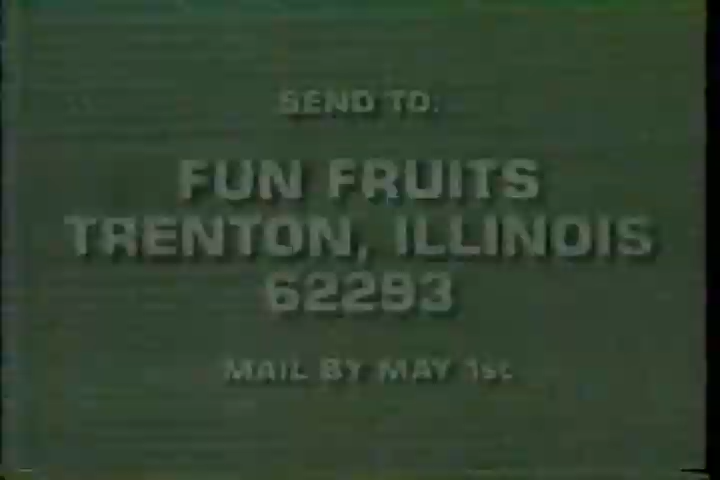 SEND TO:
FUN FRUITS
TRENTON, ILLINOIS
62293
MAIL BY MAY 1st